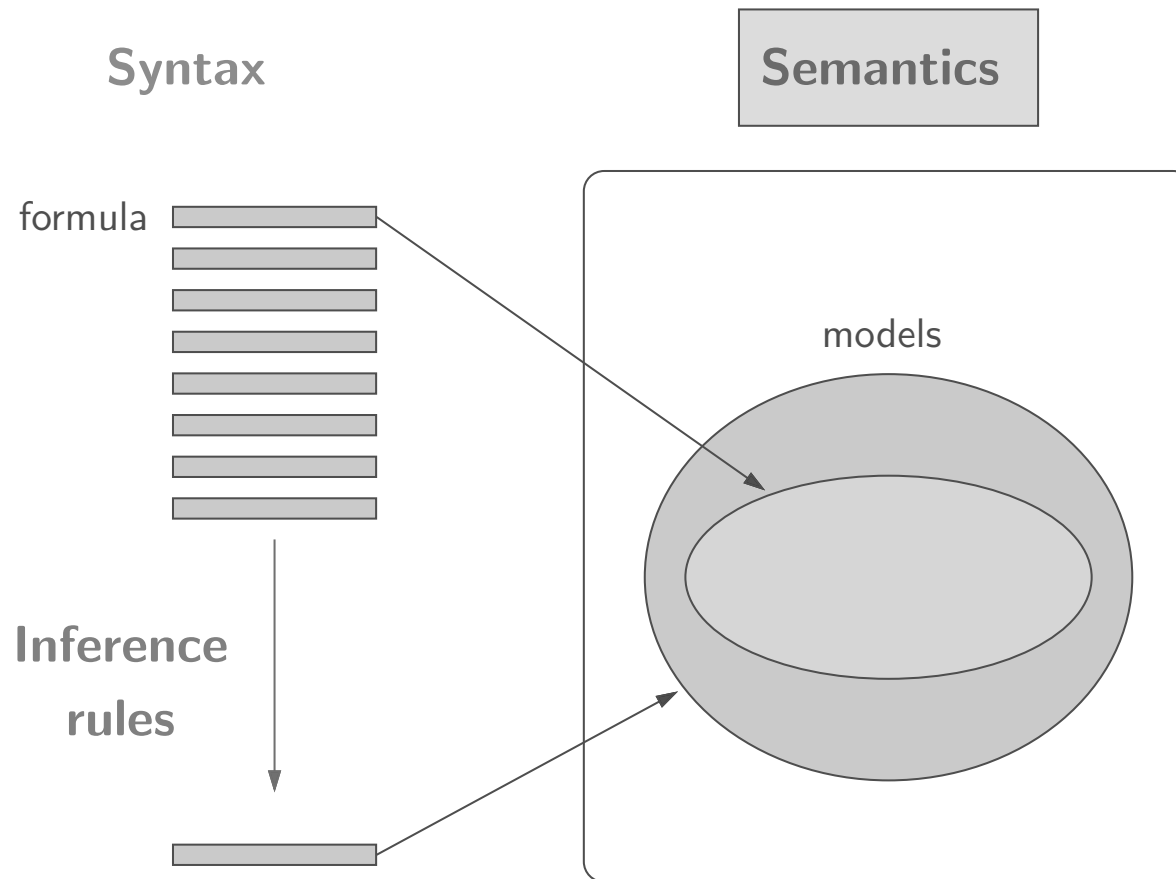 Syntax
Semantics
formula
models
Inference
rules